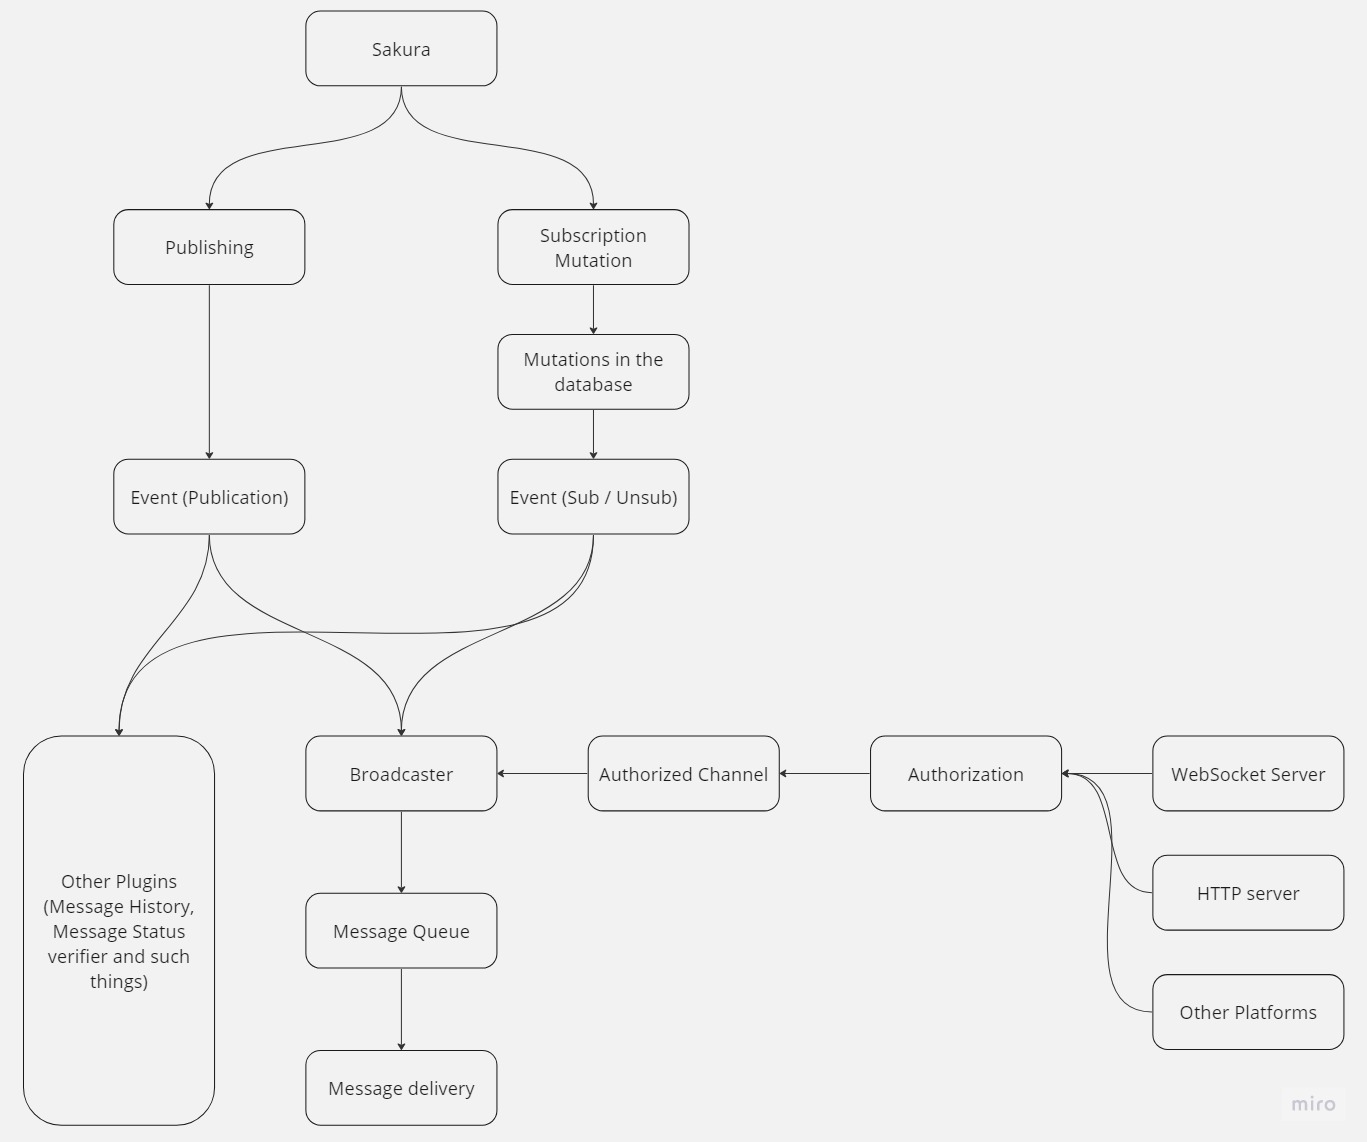 Sakura
Publishing
Subscription
Mutation
Mutations in the
database
Event (Publication)
Event (Sub / Unsub)
Broadcaster
Authorized Channel
Authorization
WebSocket Server
Other Plugins
(Message History,
Message Status
verifier and such
things)
HTTP server
Message Queue
Other Platforms
Message delivery
miro